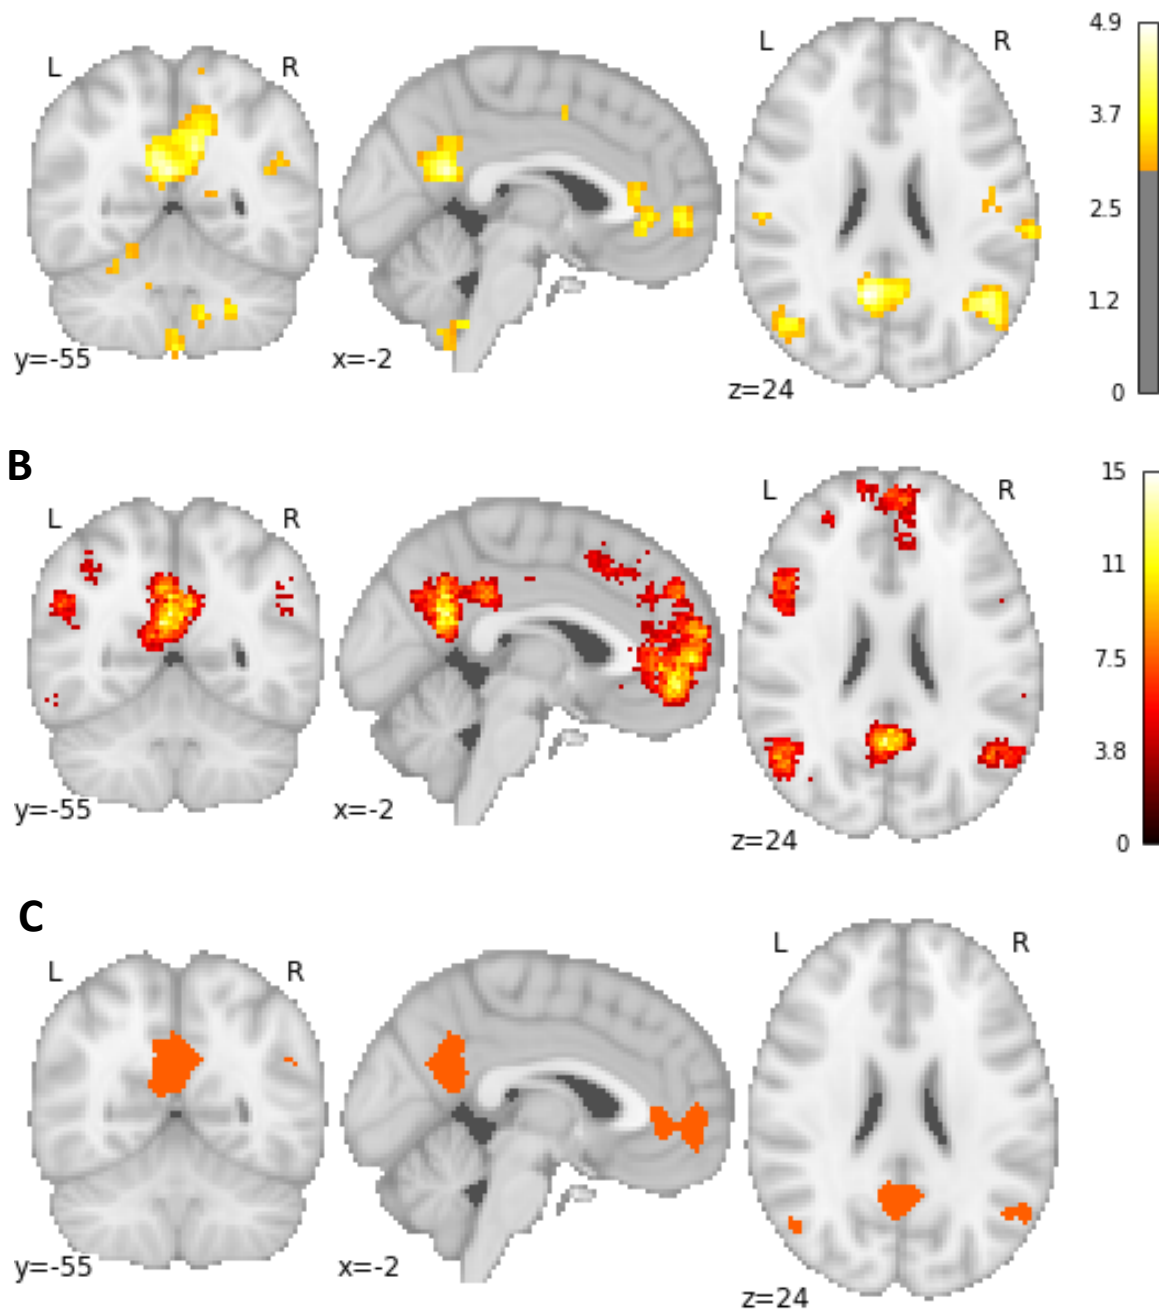 L R L R 4.9
3.7
2.5
1.2
y=-55 x=-2 z=24 0
B
L R L R 15
11
7.5
3.8
y=-55 x=-2 z=24 0
C
L R L R
y=-55 x=-2 z=24